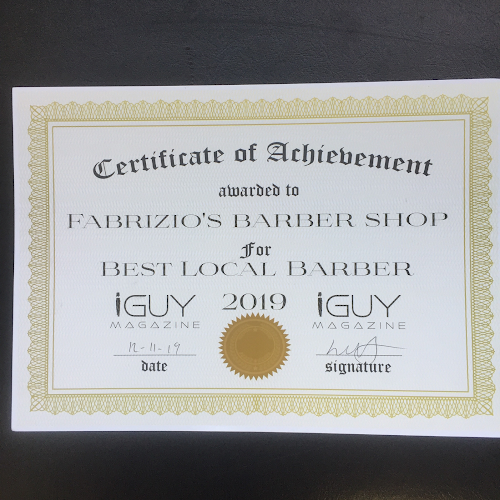 Certificate of Achievement
awarded to
FABRIZIO'S BARBER SHOP
For
BEST LOCAL BARBER
iGUY MAGAZINE 2019 iGUY MAGAZINE
12-11-19
date signature